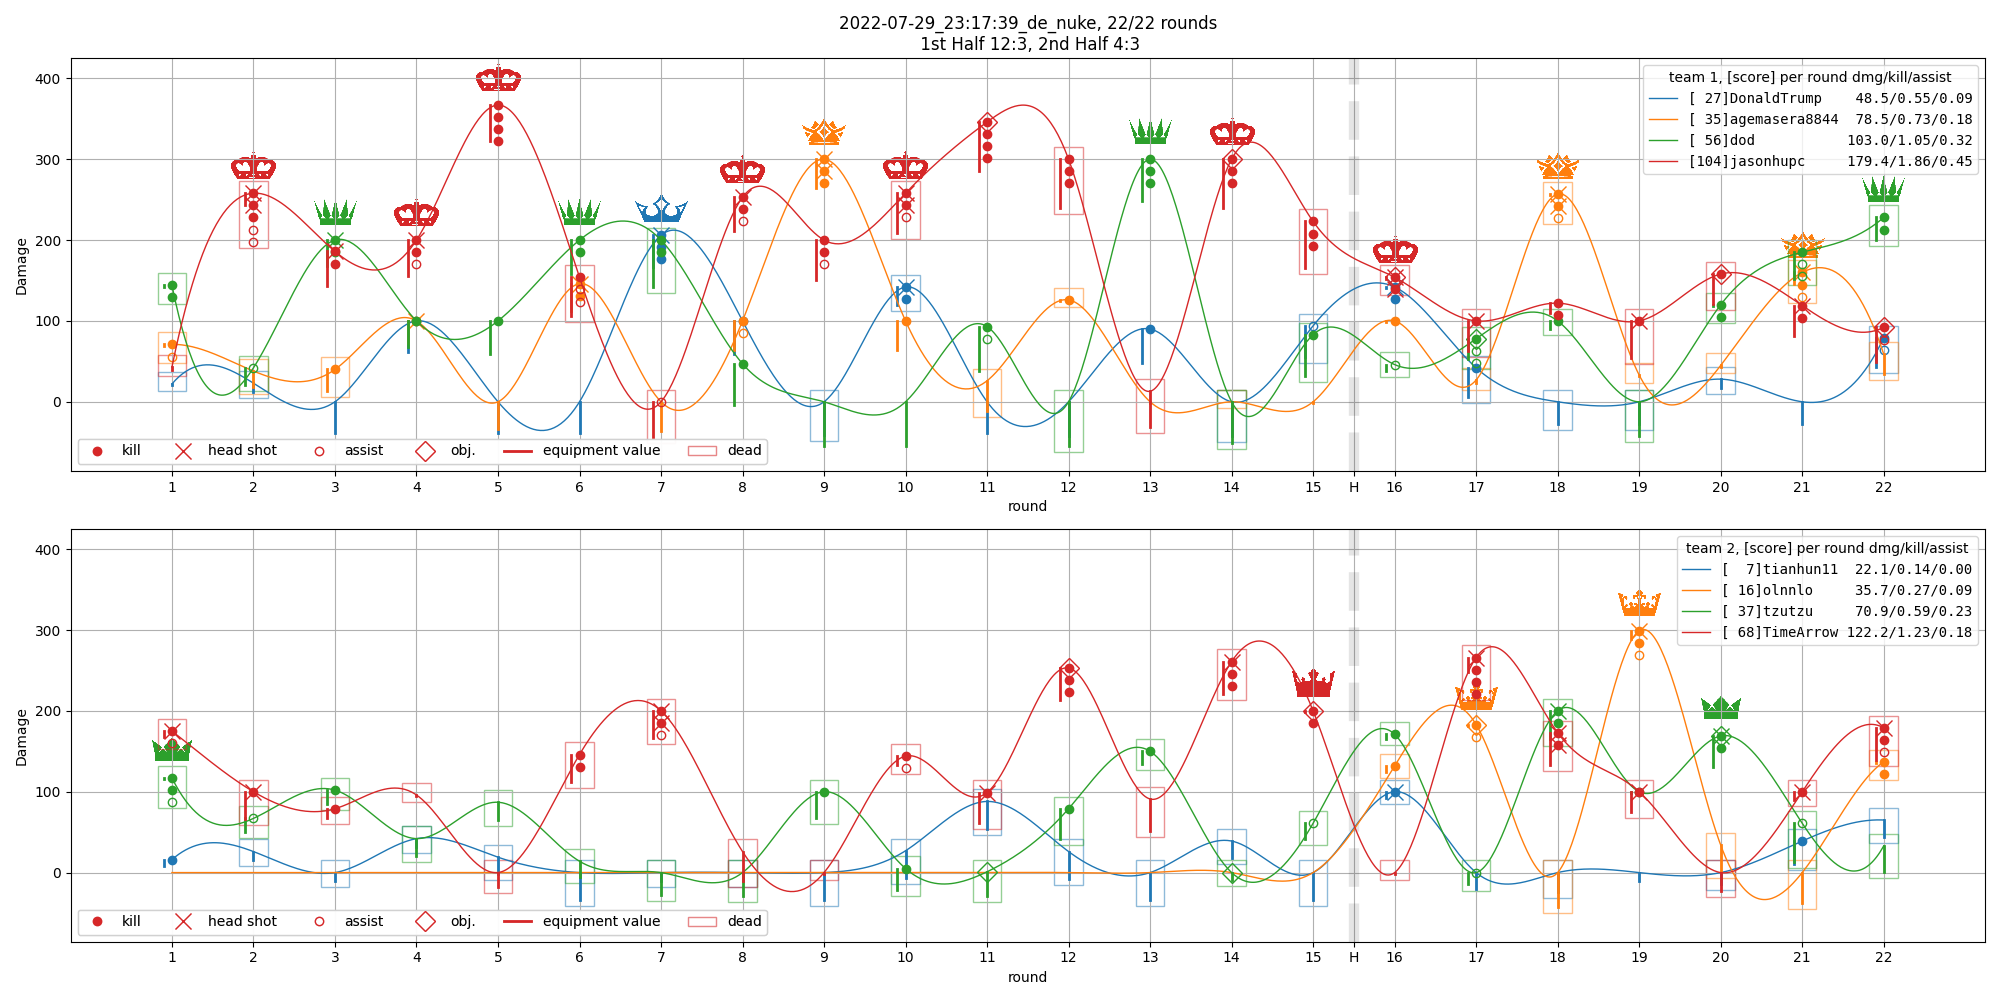 2022-07-29_23:17:39_de_nuke, 22/22 rounds
1st Half 12:3, 2nd Half 4:3
400
300
200
100
0
Damage
team 1, [score] per round dmg/kill/assist
[ 27]DonaldTrump 48.5/0.55/0.09
[ 35]agemasera8844 78.5/0.73/0.18
[ 56]dod 103.0/1.05/0.32
[104]jasonhupc 179.4/1.86/0.45
kill head shot assist obj. equipment value dead
1 2 3 4 5 6 7 8 9 10 11 12 13 14 15 H 16 17 18 19 20 21 22
round
400
300
200
100
0
Damage
team 2, [score] per round dmg/kill/assist
[ 7]tianhun11 22.1/0.14/0.00
[ 16]olnnlo 35.7/0.27/0.09
[ 37]tzutzu 70.9/0.59/0.23
[ 68]TimeArrow 122.2/1.23/0.18
kill head shot assist obj. equipment value dead
1 2 3 4 5 6 7 8 9 10 11 12 13 14 15 H 16 17 18 19 20 21 22
round